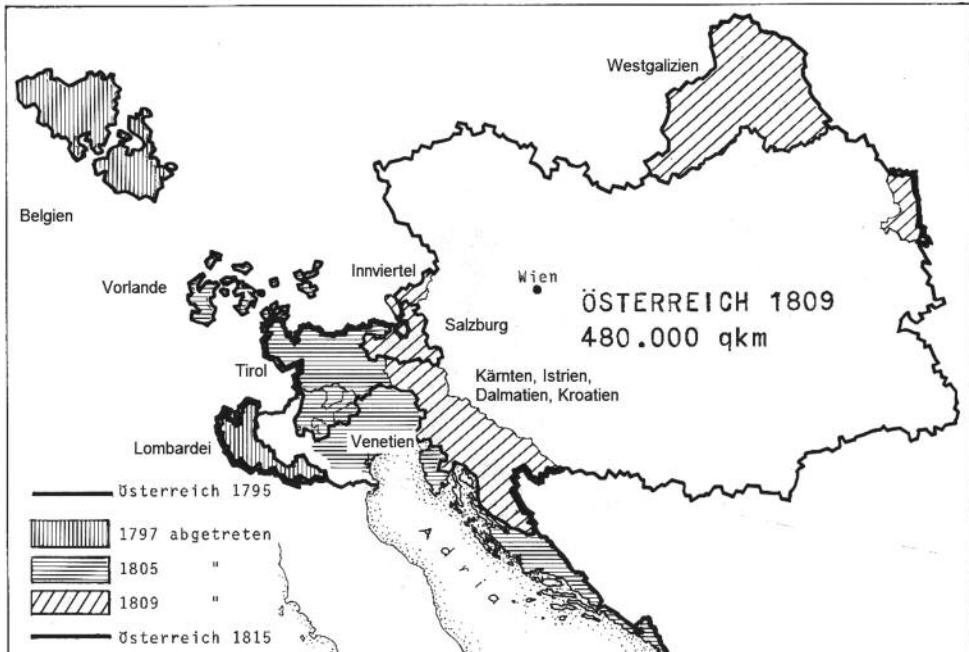 Westgalizien
Belgien
Vorlande
Innviertel
Wien
ÖSTERREICH 1809
480.000 qkm
Salzburg
Tirol
Kärnten, Istrien,
Dalmatien, Kroatien
Lombardei
Venetien
Adria
Österreich 1795
1797 abgetreten
1805 "
1809 "
Österreich 1815